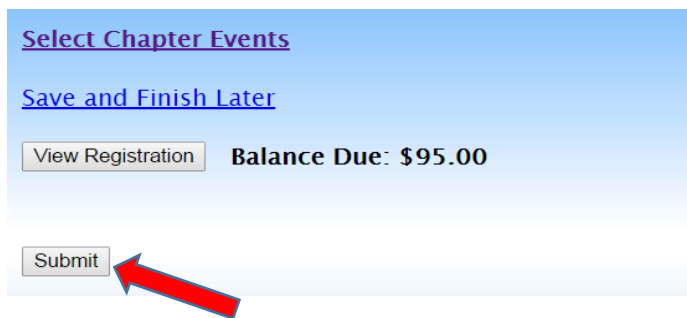 Select Chapter Events
Save and Finish Later
View Registration Balance Due: $95.00
Submit